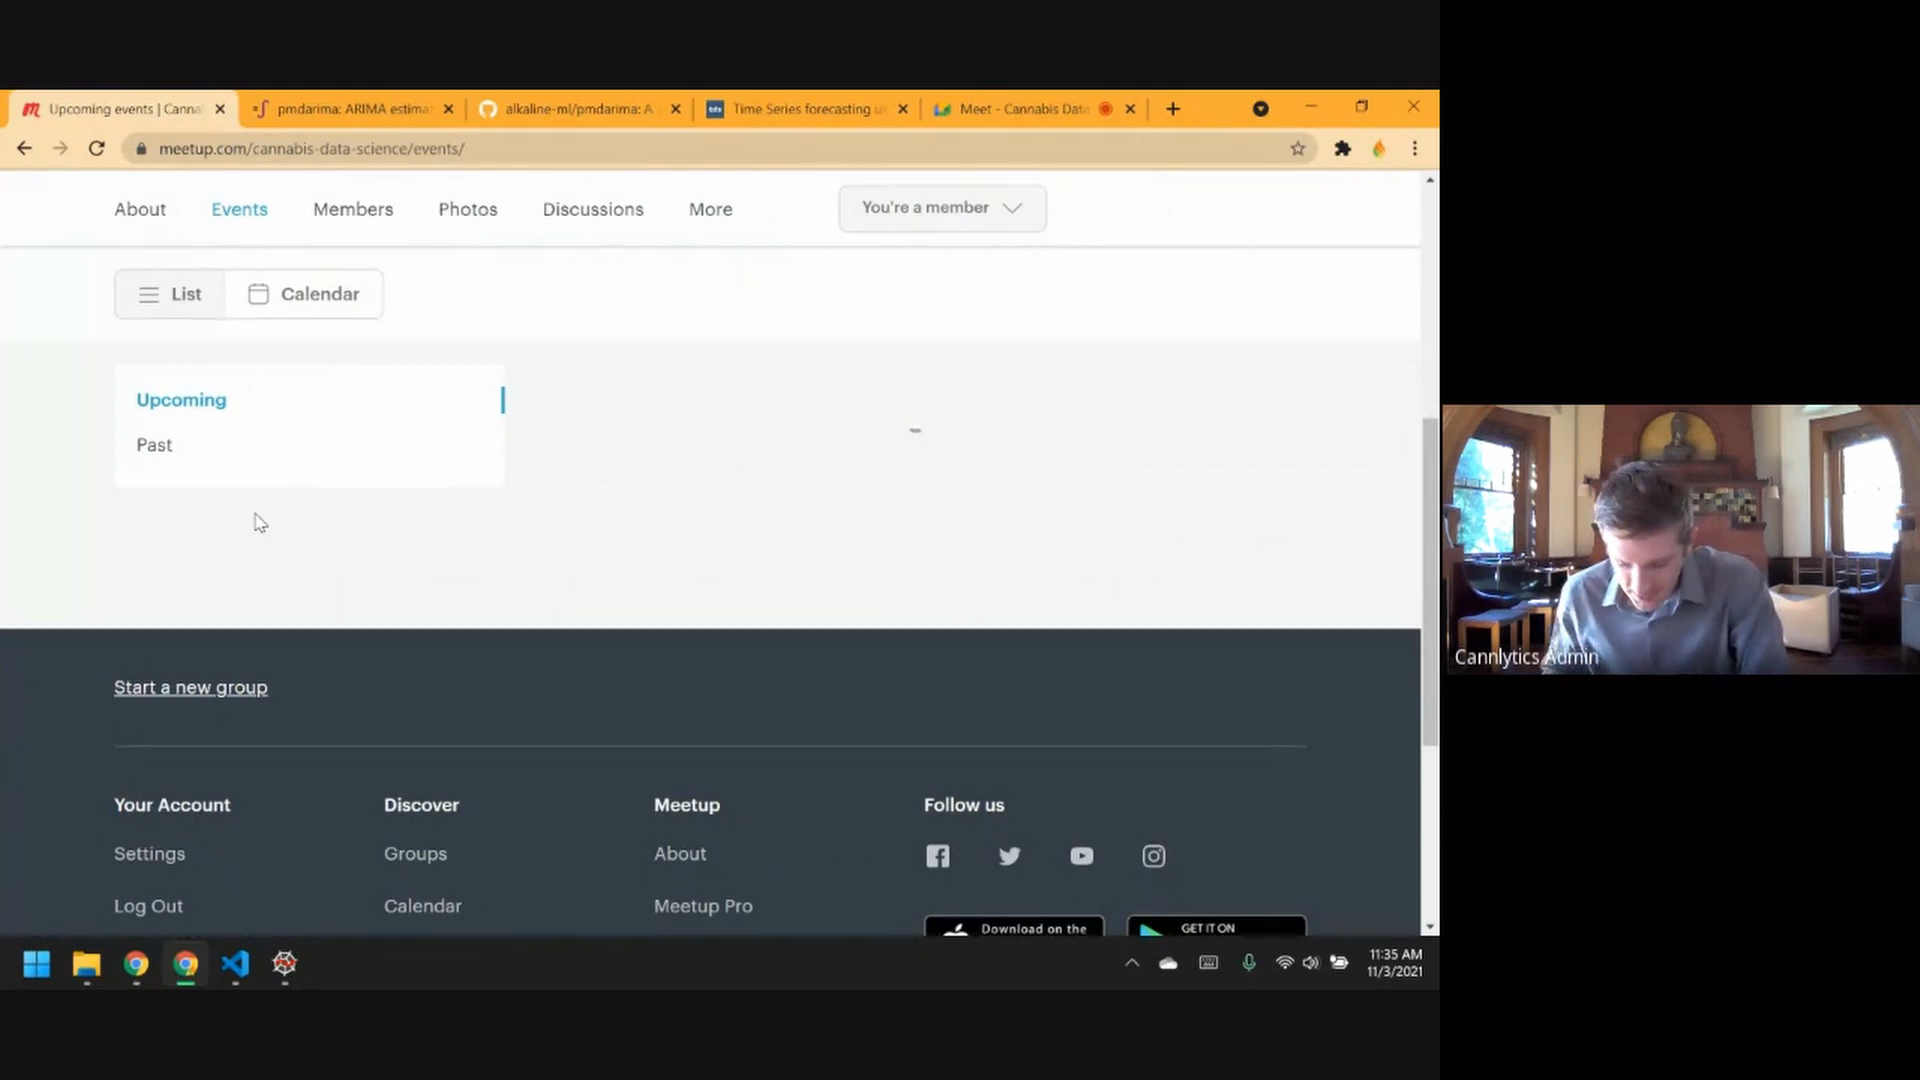 Upcoming events | Canna
pmdarima: ARIMA estima
alkaline-ml/pmdarima: A
tds
Time Series forecasting u
Meet - Cannabis Data
meetup.com/cannabis-data-science/events/
About
Events
Members
Photos
Discussions
More
You're a member
List
Calendar
Upcoming
Past
Start a new group
Your Account
Discover
Meetup
Follow us
Settings
Groups
About
Log Out
Calendar
Meetup Pro
Download on the
GET IT ON
11:35 AM
11/3/2021
Cannlytics Admin